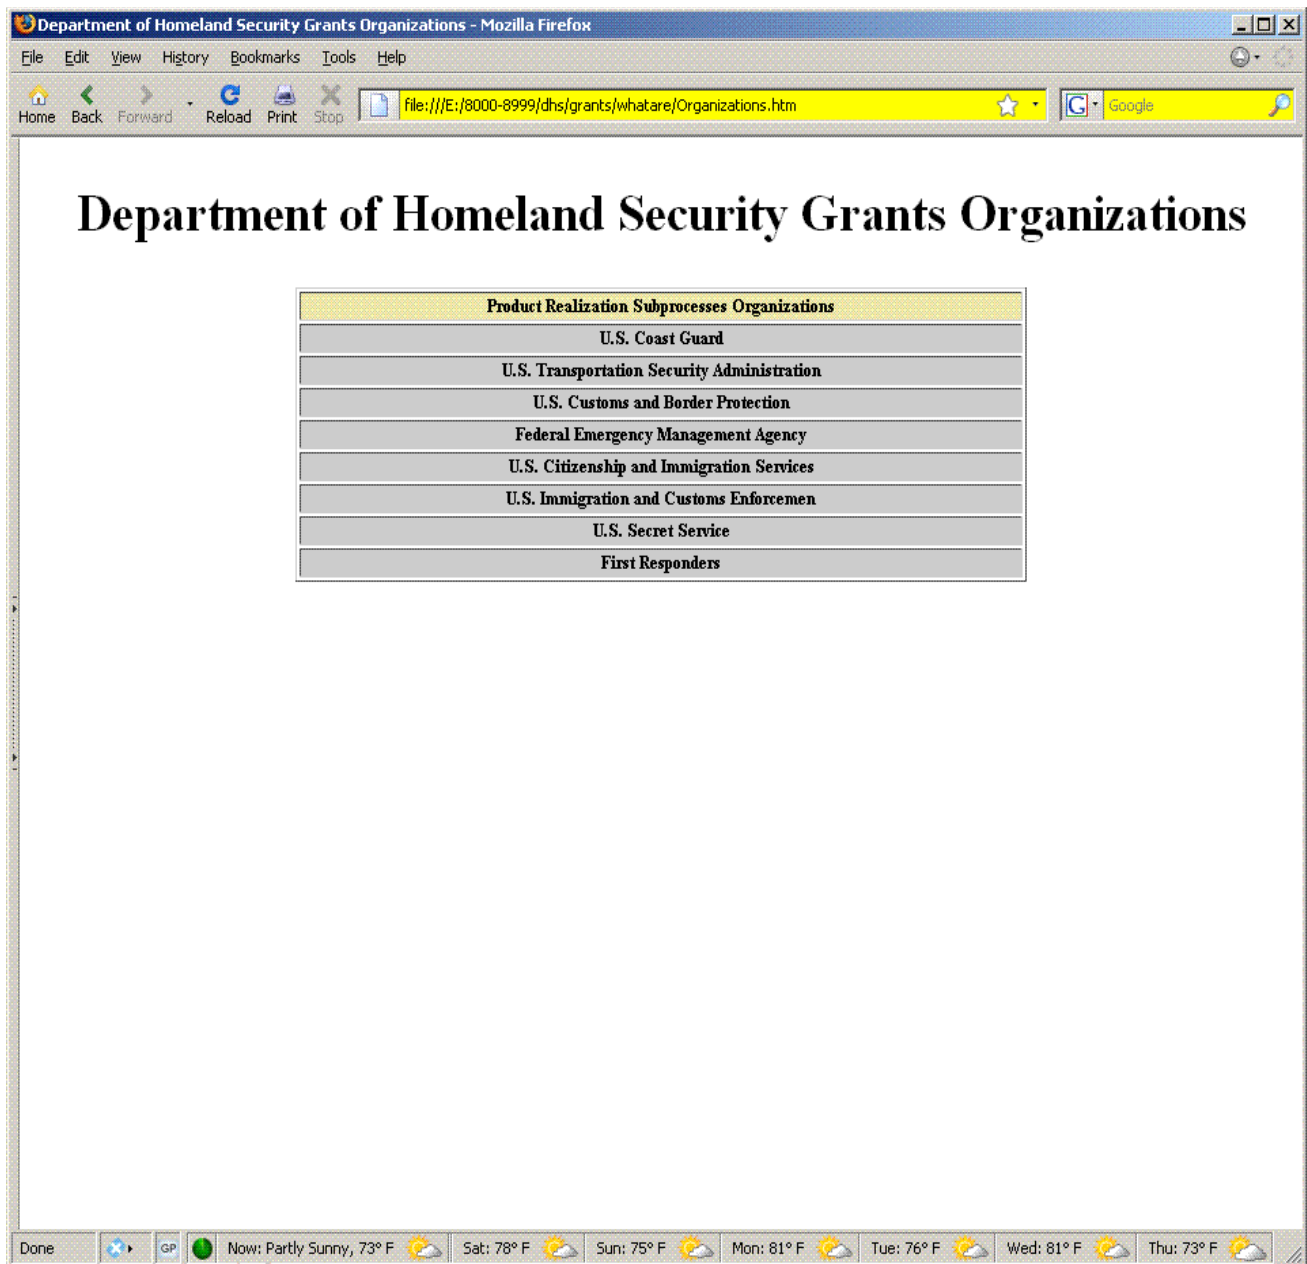 Department of Homeland Security Grants Organizations - Mozilla Firefox
File Edit View History Bookmarks Tools Help
Home Back Forward Reload Print Stop file:///E:/8000-8999/dhs/grants/whatare/Organizations.htm G Google
Department of Homeland Security Grants Organizations
Product Realization Subprocesses Organizations
U.S. Coast Guard
U.S. Transportation Security Administration
U.S. Customs and Border Protection
Federal Emergency Management Agency
U.S. Citizenship and Immigration Services
U.S. Immigration and Customs Enforcemen
U.S. Secret Service
First Responders
Done GP Now: Partly Sunny, 73° F Sat: 78° F Sun: 75° F Mon: 81° F Tue: 76° F Wed: 81° F Thu: 73° F